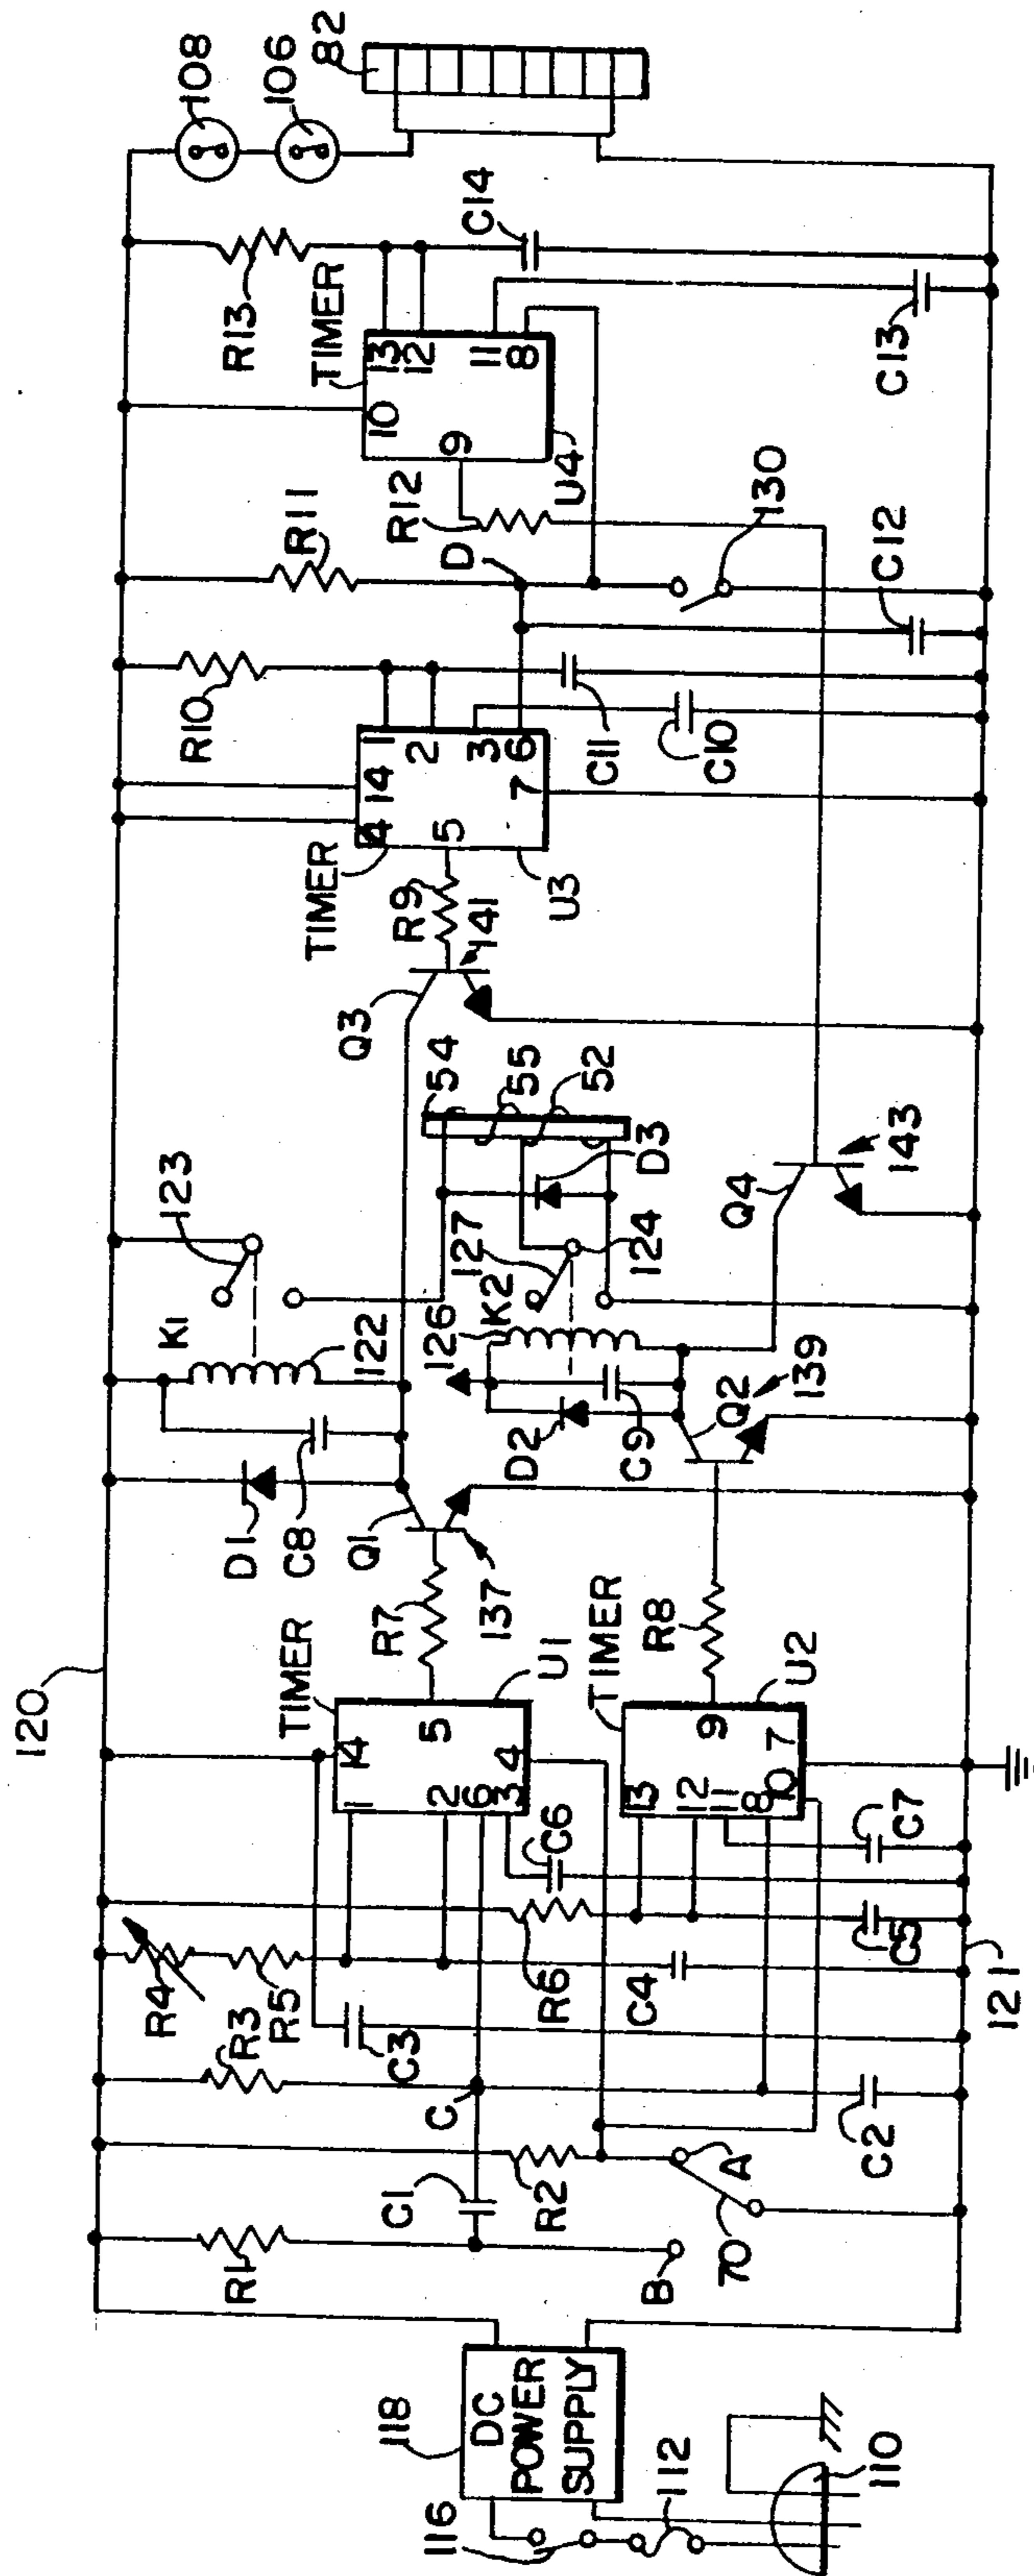 120
K1
123
108
106
82
R13
TIMER
13
12
11
8
10
9
U4
C14
C13
R12
R11
D
130
C12
R10
14
4
1
2
3
6
7
5
TIMER
U3
C11
C10
R9
141
Q3
54
55
52
D3
127
124
126
K2
122
Q4
143
D1
C8
Q1
D2
C9
Q2
139
R7
137
TIMER
U1
14
1
2
6
3
5
4
TIMER
U2
R8
13
12
11
8
10
7
9
C6
C7
C5
R4
R5
R6
C4
R3
C3
C
C2
121
C1
R2
A
70
B
R1
118
DC
POWER
SUPPLY
116
112
110